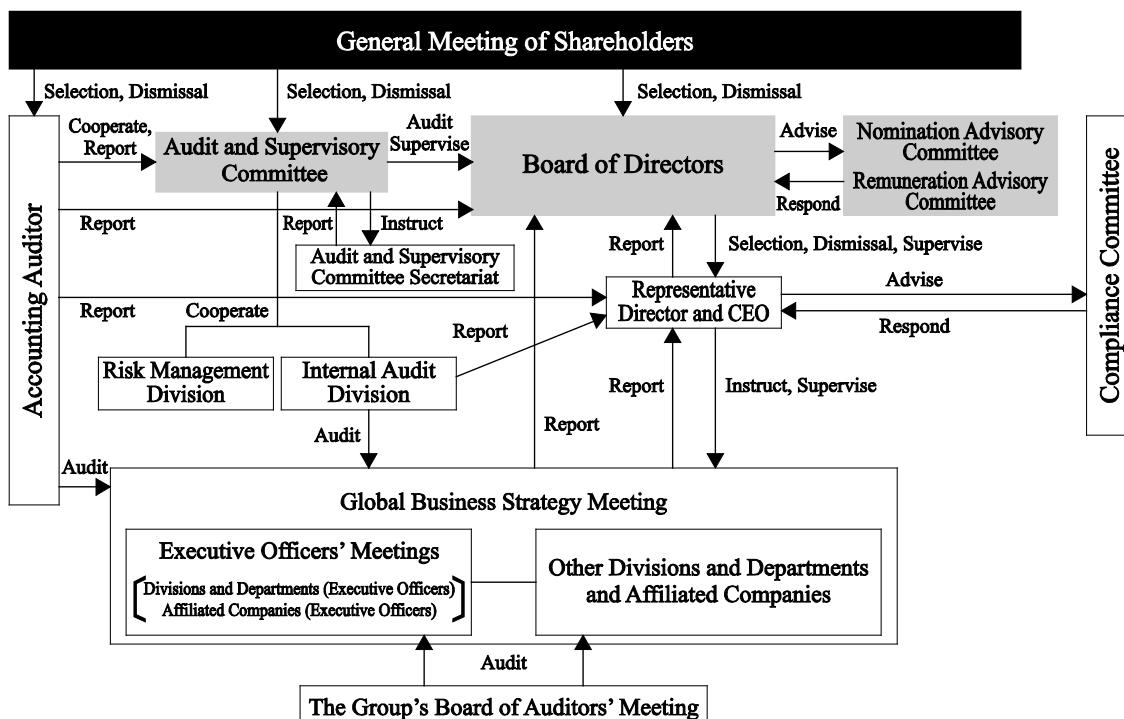 General Meeting of Shareholders
Selection, Dismissal
Selection, Dismissal
Selection, Dismissal
Accounting Auditor
Cooperate,
Report
Audit and Supervisory
Committee
Audit
Supervise
Board of Directors
Advise
Respond
Nomination Advisory
Committee
Remuneration Advisory
Committee
Compliance Committee
Report
Report
Instruct
Audit and Supervisory
Committee Secretariat
Report
Selection, Dismissal, Supervise
Report
Cooperate
Report
Representative
Director and CEO
Advise
Respond
Risk Management
Division
Internal Audit
Division
Report
Report
Instruct, Supervise
Audit
Audit
Global Business Strategy Meeting
Executive Officers’ Meetings
Divisions and Departments (Executive Officers)
Affiliated Companies (Executive Officers)
Other Divisions and Departments
and Affiliated Companies
Audit
The Group’s Board of Auditors’ Meeting